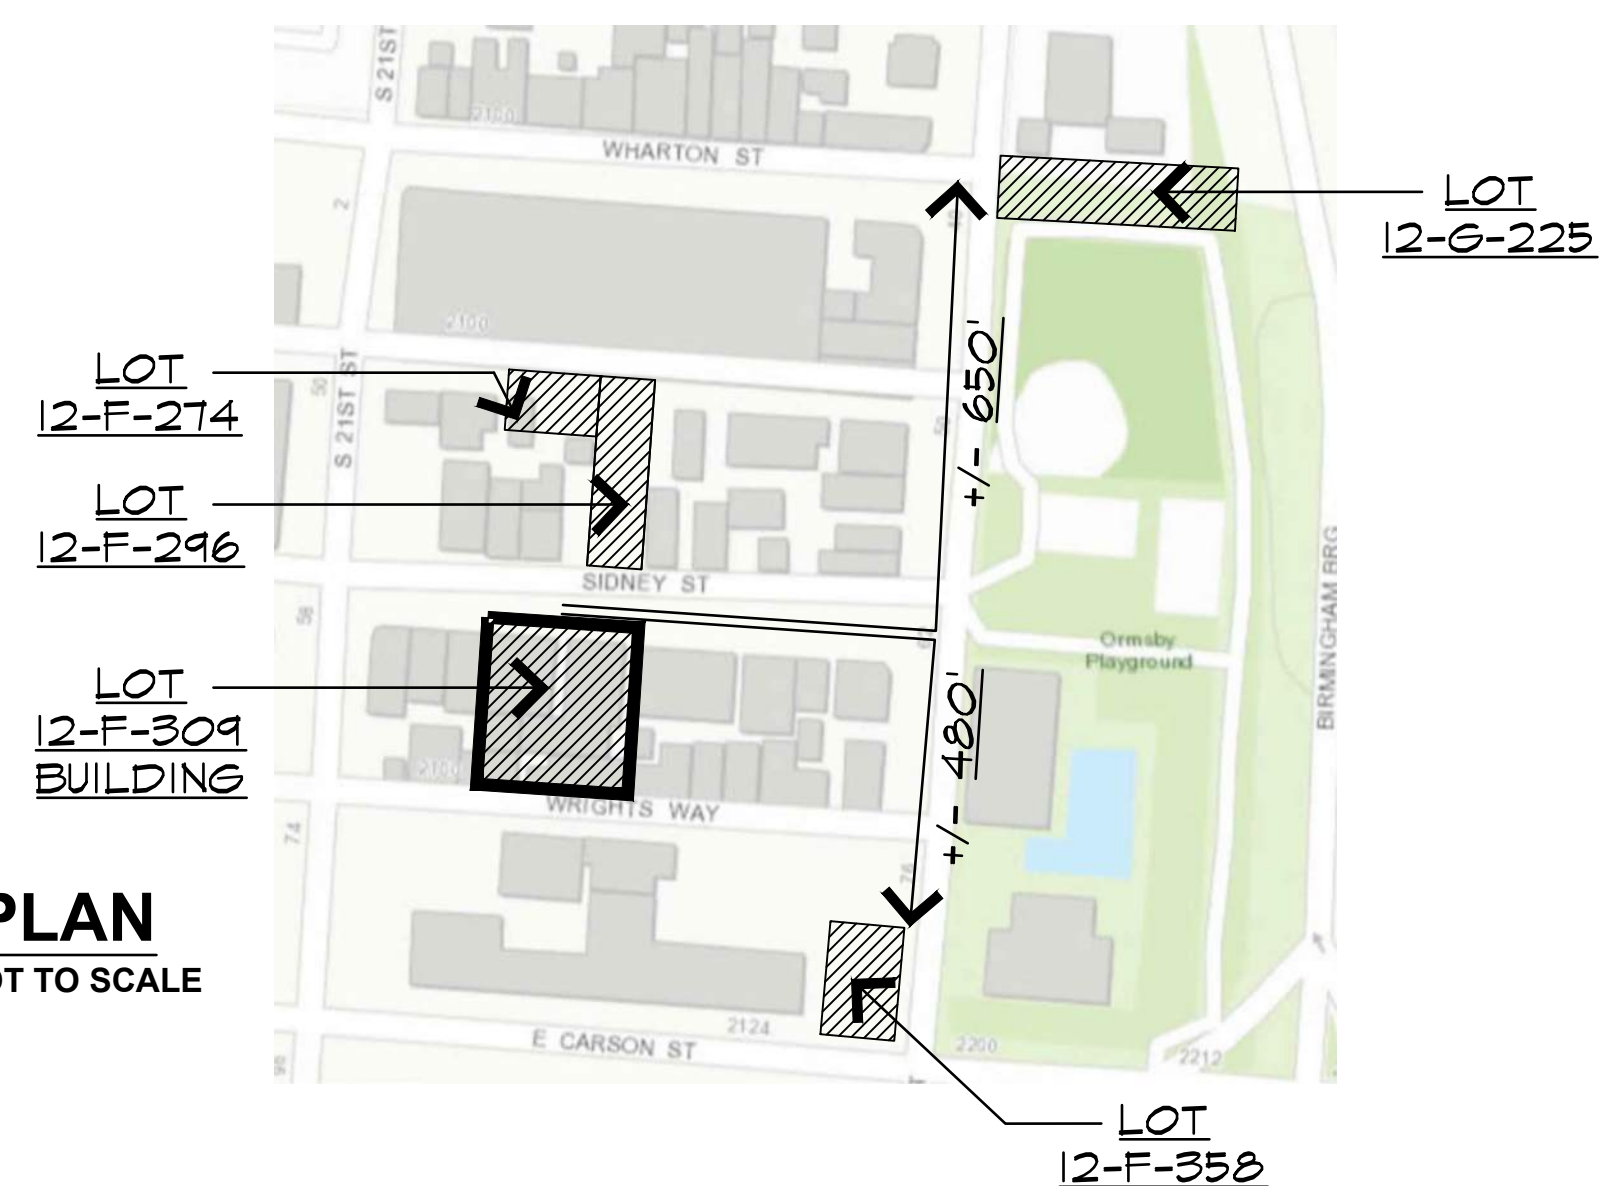 S 21ST
2100
WHARTON ST
2
LOT
12-G-225
2100
LOT
12-F-274
50
S 21ST ST
+/- 650'
50
LOT
12-F-296
SIDNEY ST
58
BIRMINGHAM BRG
Ormsby
Playground
LOT
12-F-309
BUILDING
+/- 480'
2100
WRIGHTS WAY
74
76
PLAN
OT TO SCALE
2124
E CARSON ST
2200
2212
LOT
12-F-358